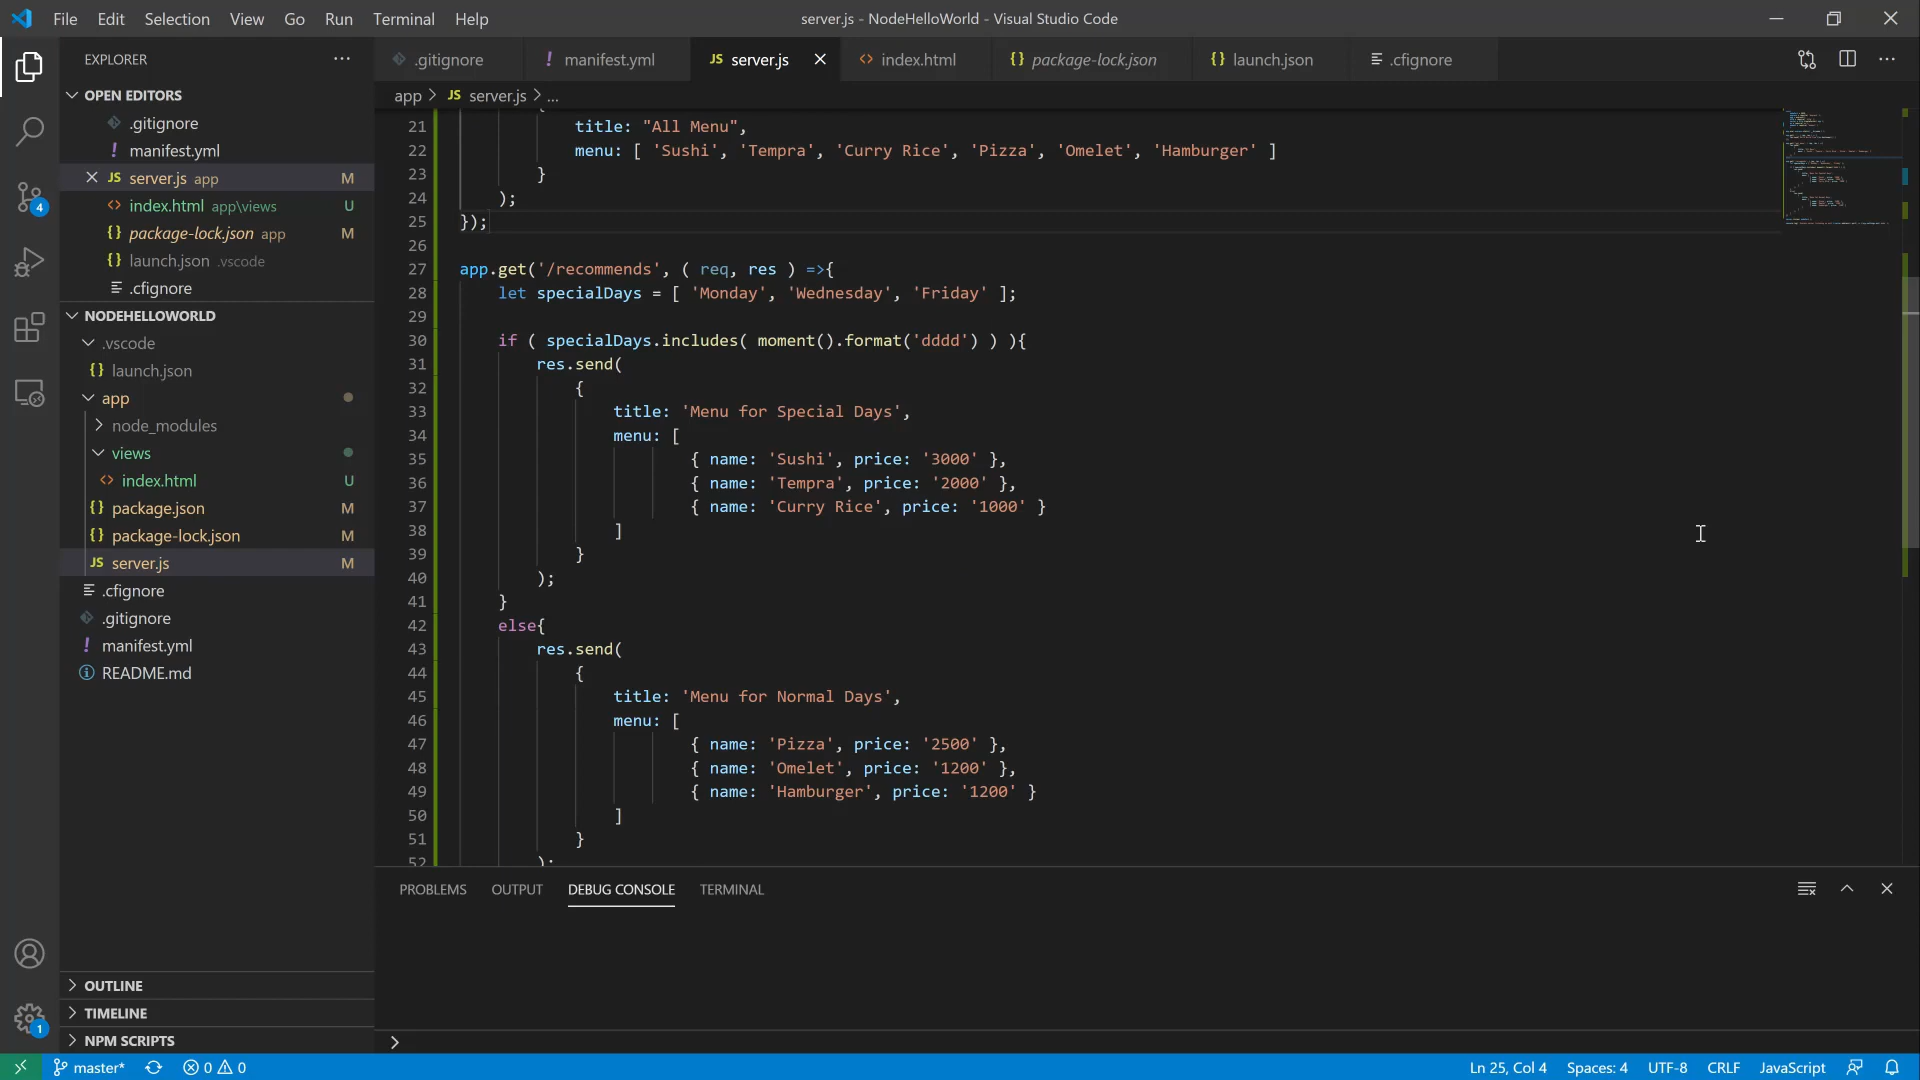 File Edit Selection View Go Run Terminal Help
server.js - NodeHelloWorld - Visual Studio Code
EXPLORER
OPEN EDITORS
.gitignore
manifest.yml
server.js app M
index.html app\views U
package-lock.json app M
launch.json .vscode
.cfignore
NODEHELLOWORLD
.vscode
launch.json
app
node_modules
views
index.html U
package.json M
package-lock.json M
server.js M
.cfignore
.gitignore
manifest.yml
README.md
OUTLINE
TIMELINE
NPM SCRIPTS
4
1
.gitignore manifest.yml JS server.js index.html package-lock.json launch.json .cfignore
app > JS server.js > ...
21 title: "All Menu",
22 menu: [ 'Sushi', 'Tempra', 'Curry Rice', 'Pizza', 'Omelet', 'Hamburger' ]
23 }
24 );
25 });
26
27 app.get('/recommends', ( req, res ) =>{
28 let specialDays = [ 'Monday', 'Wednesday', 'Friday' ];
29
30 if ( specialDays.includes( moment().format('dddd') ) ){
31 res.send(
32 {
33 title: 'Menu for Special Days',
34 menu: [
35 { name: 'Sushi', price: '3000' },
36 { name: 'Tempra', price: '2000' },
37 { name: 'Curry Rice', price: '1000' }
38 ]
39 }
40 );
41 }
42 else{
43 res.send(
44 {
45 title: 'Menu for Normal Days',
46 menu: [
47 { name: 'Pizza', price: '2500' },
48 { name: 'Omelet', price: '1200' },
49 { name: 'Hamburger', price: '1200' }
50 ]
51 }
52 );
PROBLEMS OUTPUT DEBUG CONSOLE TERMINAL
>
master* 0 0 Ln 25, Col 4 Spaces: 4 UTF-8 CRLF JavaScript